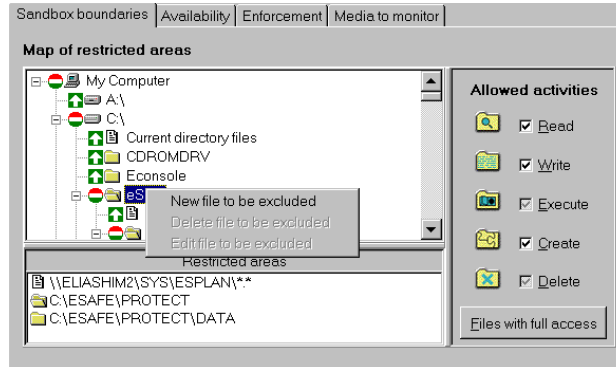 Sandbox boundaries Availability Enforcement Media to monitor
Map of restricted areas
My Computer
A:\
C:\
Current directory files
CDROMDRV
Econsole
eS
New file to be excluded
Delete file to be excluded
Edit file to be excluded
Restricted areas
\\ELIASHIM2\SYS\ESPLAN\*.*
C:\ESAFE\PROTECT
C:\ESAFE\PROTECT\DATA
Allowed activities
Read
Write
Execute
Create
Delete
Files with full access